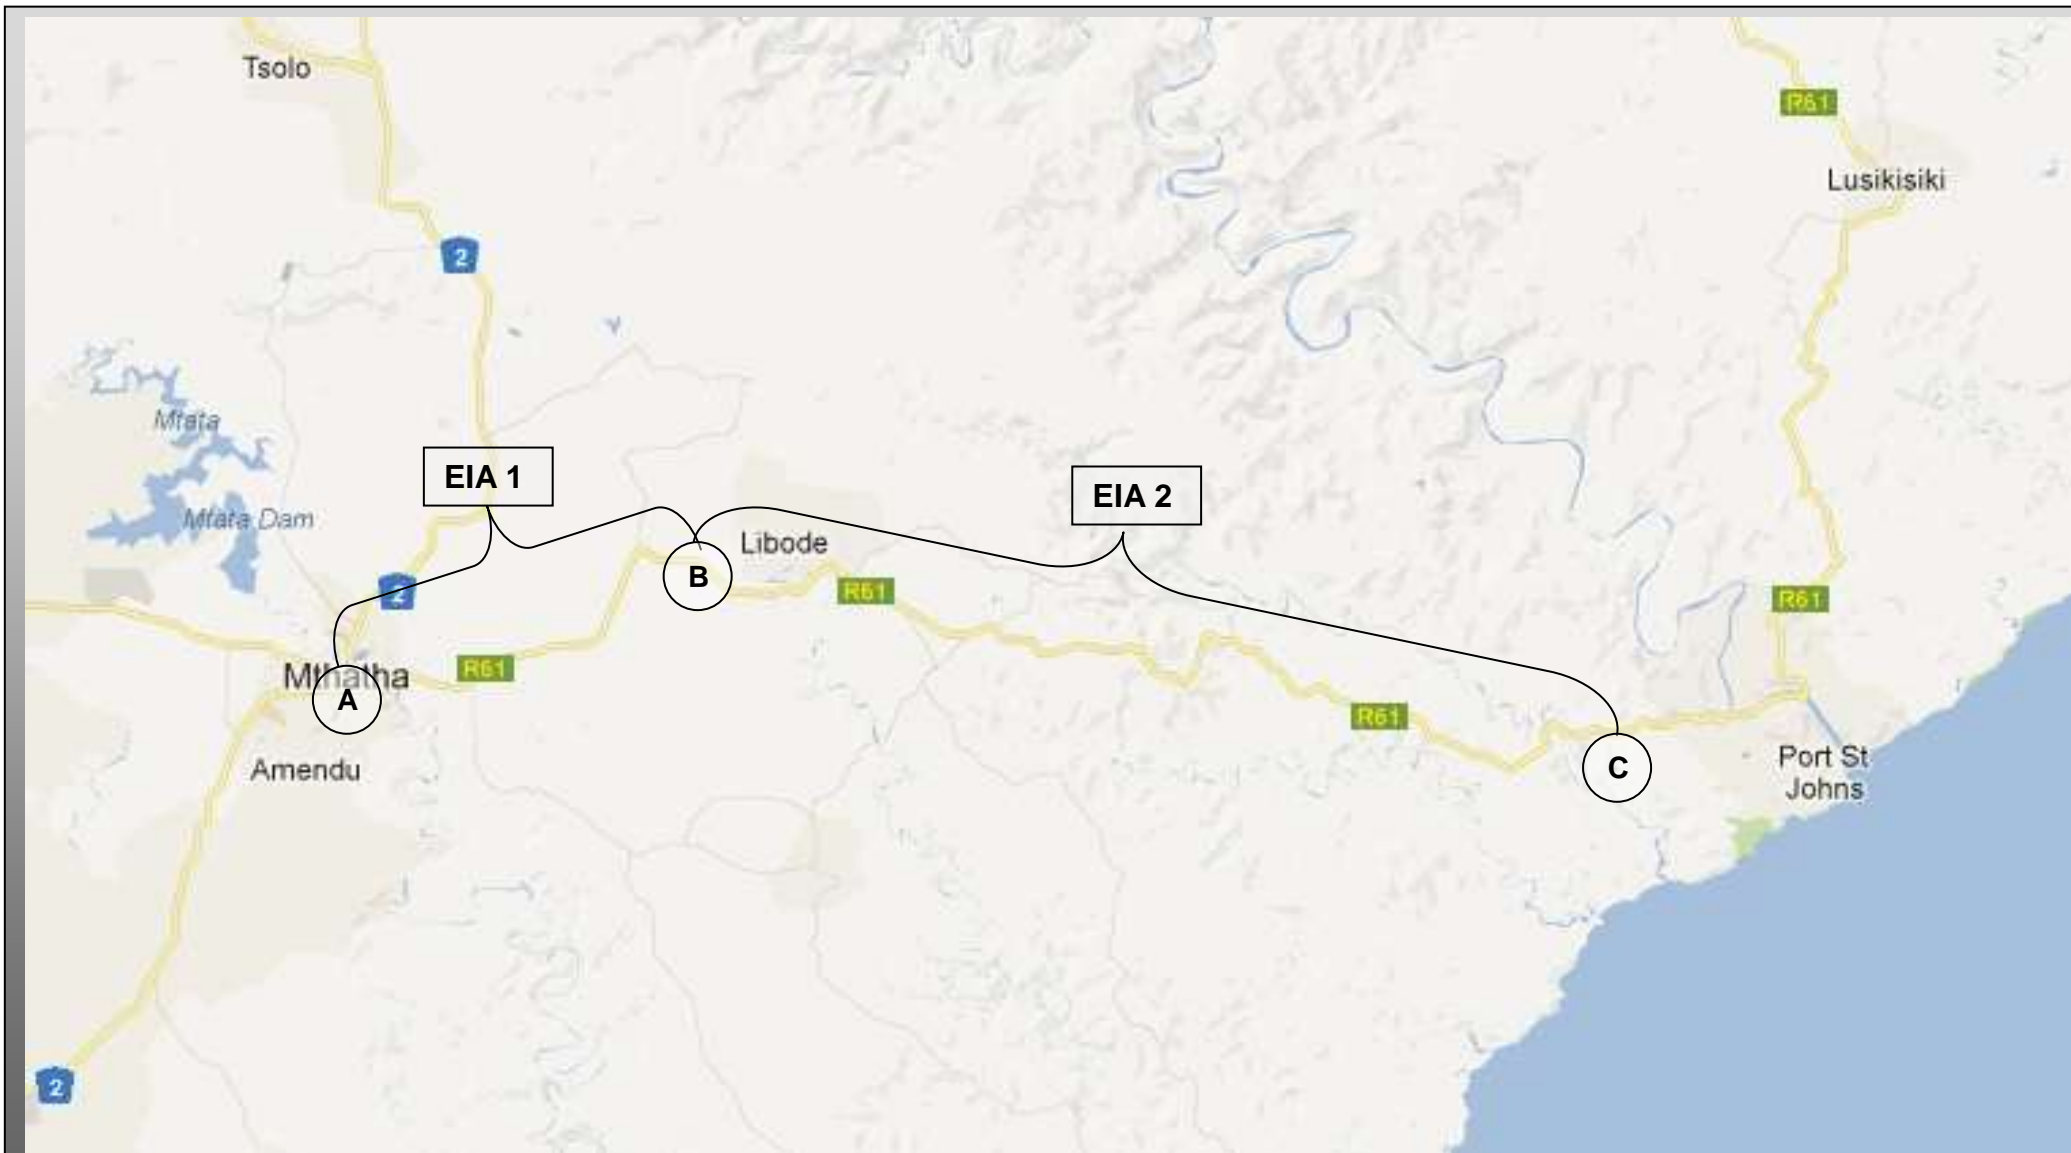 Tsolo
R61
Lusikisiki
2
Mtata
EIA 1
EIA 2
Mtata Dam
Libode
B
2
R61
R61
R61
Mthatha
A
R61
C
Amendu
Port St
Johns
2